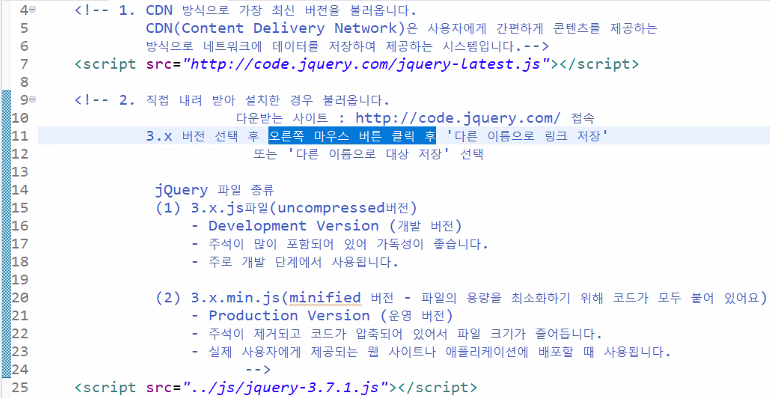 4 <!-- 1. CDN 방식으로 가장 최신 버전을 불러옵니다.
5 CDN(Content Delivery Network)은 사용자에게 간편하게 콘텐츠를 제공하는
6 방식으로 네트워크에 데이터를 저장하여 제공하는 시스템입니다.-->
7 <script src="http://code.jquery.com/jquery-latest.js"></script>
8
9 <!-- 2. 직접 내려 받아 설치한 경우 불러옵니다.
10 다운받는 사이트 : http://code.jquery.com/ 접속
11 3.x 버전 선택 후 오른쪽 마우스 버튼 클릭 후 '다른 이름으로 링크 저장'
12 또는 '다른 이름으로 대상 저장' 선택
13
14 jQuery 파일 종류
15 (1) 3.x.js파일(uncompressed버전)
16 - Development Version (개발 버전)
17 - 주석이 많이 포함되어 있어 가독성이 좋습니다.
18 - 주로 개발 단계에서 사용됩니다.
19
20 (2) 3.x.min.js(minified 버전 - 파일의 용량을 최소화하기 위해 코드가 모두 붙어 있어요)
21 - Production Version (운영 버전)
22 - 주석이 제거되고 코드가 압축되어 있어서 파일 크기가 줄어듭니다.
23 - 실제 사용자에게 제공되는 웹 사이트나 애플리케이션에 배포할 때 사용됩니다.
24 -->
25 <script src="../js/jquery-3.7.1.js"></script>